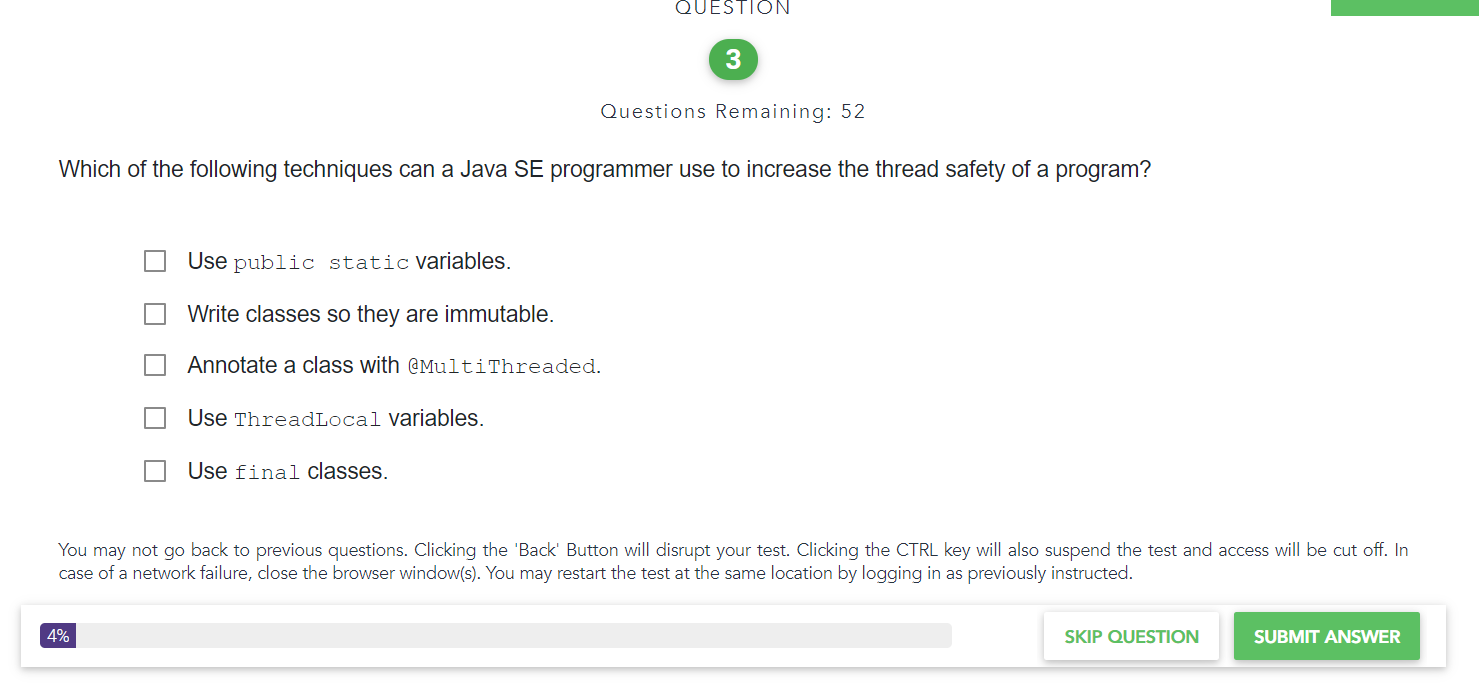 QUESTION
3
Questions Remaining: 52
Which of the following techniques can a Java SE programmer use to increase the thread safety of a program?
Use public static variables.
Write classes so they are immutable.
Annotate a class with @MultiThreaded.
Use ThreadLocal variables.
Use final classes.
You may not go back to previous questions. Clicking the 'Back' Button will disrupt your test. Clicking the CTRL key will also suspend the test and access will be cut off. In
case of a network failure, close the browser window(s). You may restart the test at the same location by logging in as previously instructed.
4%
SKIP QUESTION
SUBMIT ANSWER